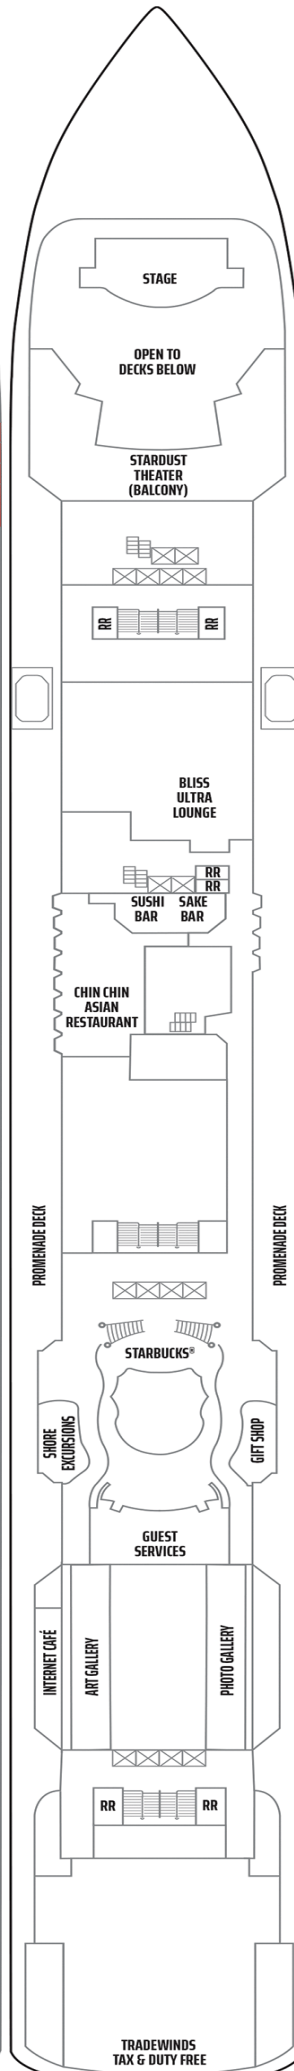 STAGE
OPEN TO
DECKS BELOW
STARDUST
THEATER
(BALCONY)
RR
RR
BLISS
ULTRA
LOUNGE
RR
RR
SUSHI
BAR
SAKE
BAR
CHIN CHIN
ASIAN
RESTAURANT
PROMENADE DECK
PROMENADE DECK
STARBUCKS®
SHORE
EXCURSIONS
GIFT SHOP
GUEST
SERVICES
INTERNET CAFÉ
ART GALLERY
PHOTO GALLERY
RR
RR
TRADEWINDS
TAX & DUTY FREE